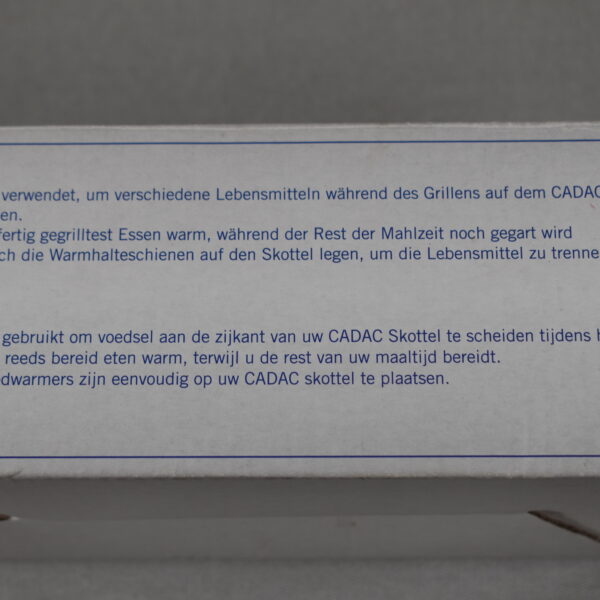 verwendet, um verschiedene Lebensmitteln während des Grillens auf dem CADAC
en.
fertig gegrilltest Essen warm, während der Rest der Mahlzeit noch gegart wird
ch die Warmhalteschienen auf den Skottel legen, um die Lebensmittel zu trenne
gebruikt om voedsel aan de zijkant van uw CADAC Skottel te scheiden tijdens h
reeds bereid eten warm, terwijl u de rest van uw maaltijd bereidt.
dwarmers zijn eenvoudig op uw CADAC skottel te plaatsen.